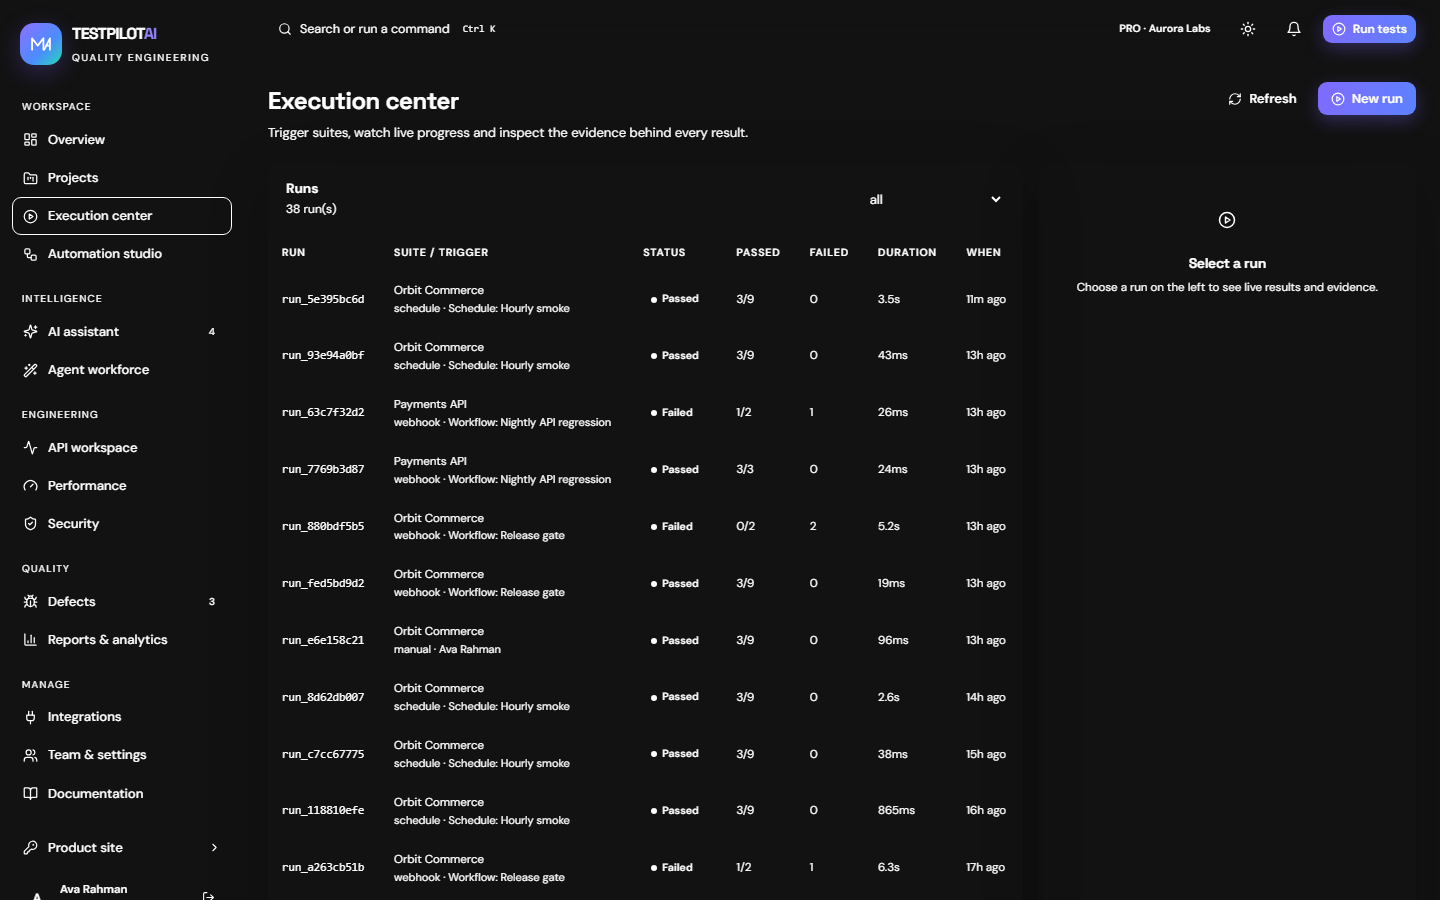 TESTPILOTAI
QUALITY ENGINEERING
Search or run a command Ctrl K
PRO · Aurora Labs
Run tests
WORKSPACE
Overview
Projects
Execution center
Automation studio
INTELLIGENCE
AI assistant 4
Agent workforce
ENGINEERING
API workspace
Performance
Security
QUALITY
Defects 3
Reports & analytics
MANAGE
Integrations
Team & settings
Documentation
Product site
Ava Rahman
Execution center
Trigger suites, watch live progress and inspect the evidence behind every result.
Refresh
New run
Runs
38 run(s)
all
RUN SUITE / TRIGGER STATUS PASSED FAILED DURATION WHEN
run_5e395bc6d Orbit Commerce Passed 3/9 0 3.5s 11m ago
schedule · Schedule: Hourly smoke
run_93e94a0bf Orbit Commerce Passed 3/9 0 43ms 13h ago
schedule · Schedule: Hourly smoke
run_63c7f32d2 Payments API Failed 1/2 1 26ms 13h ago
webhook · Workflow: Nightly API regression
run_7769b3d87 Payments API Passed 3/3 0 24ms 13h ago
webhook · Workflow: Nightly API regression
run_880bdf5b5 Orbit Commerce Failed 0/2 2 5.2s 13h ago
webhook · Workflow: Release gate
run_fed5bd9d2 Orbit Commerce Passed 3/9 0 19ms 13h ago
webhook · Workflow: Release gate
run_e6e158c21 Orbit Commerce Passed 3/9 0 96ms 13h ago
manual · Ava Rahman
run_8d62db007 Orbit Commerce Passed 3/9 0 2.6s 14h ago
schedule · Schedule: Hourly smoke
run_c7cc67775 Orbit Commerce Passed 3/9 0 38ms 15h ago
schedule · Schedule: Hourly smoke
run_118810efe Orbit Commerce Passed 3/9 0 865ms 16h ago
schedule · Schedule: Hourly smoke
run_a263cb51b Orbit Commerce Failed 1/2 1 6.3s 17h ago
webhook · Workflow: Release gate
Select a run
Choose a run on the left to see live results and evidence.